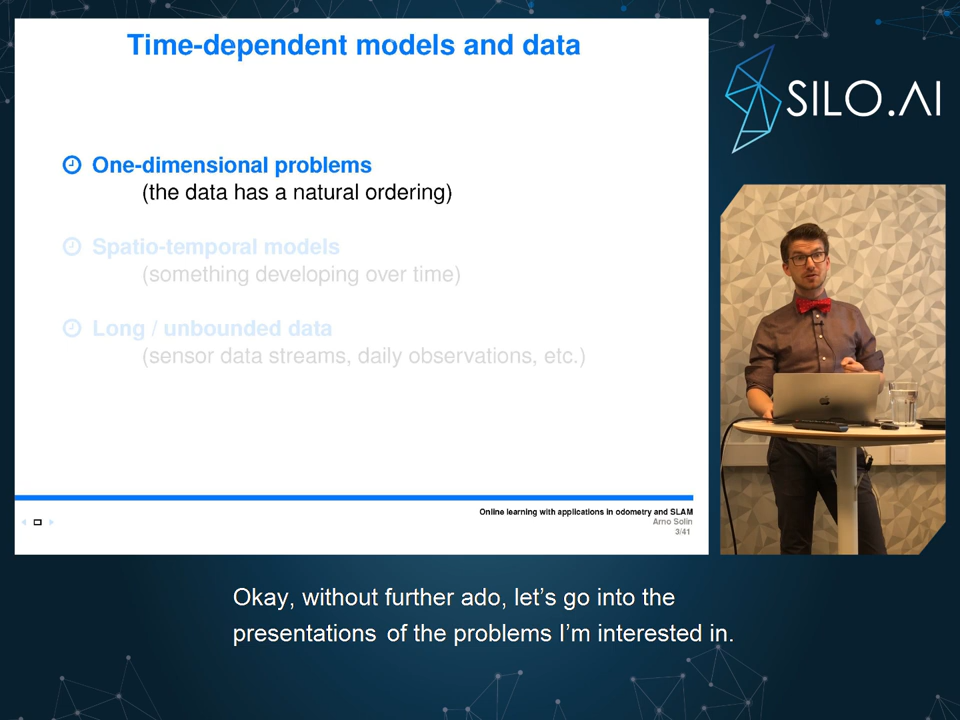 Time-dependent models and data
One-dimensional problems
(the data has a natural ordering)
Spatio-temporal models
(something developing over time)
Long / unbounded data
(sensor data streams, daily observations, etc.)
Online learning with applications in odometry and SLAM
Arno Solin
3/41
SILO.AI
Okay, without further ado, let’s go into the
presentations of the problems I’m interested in.